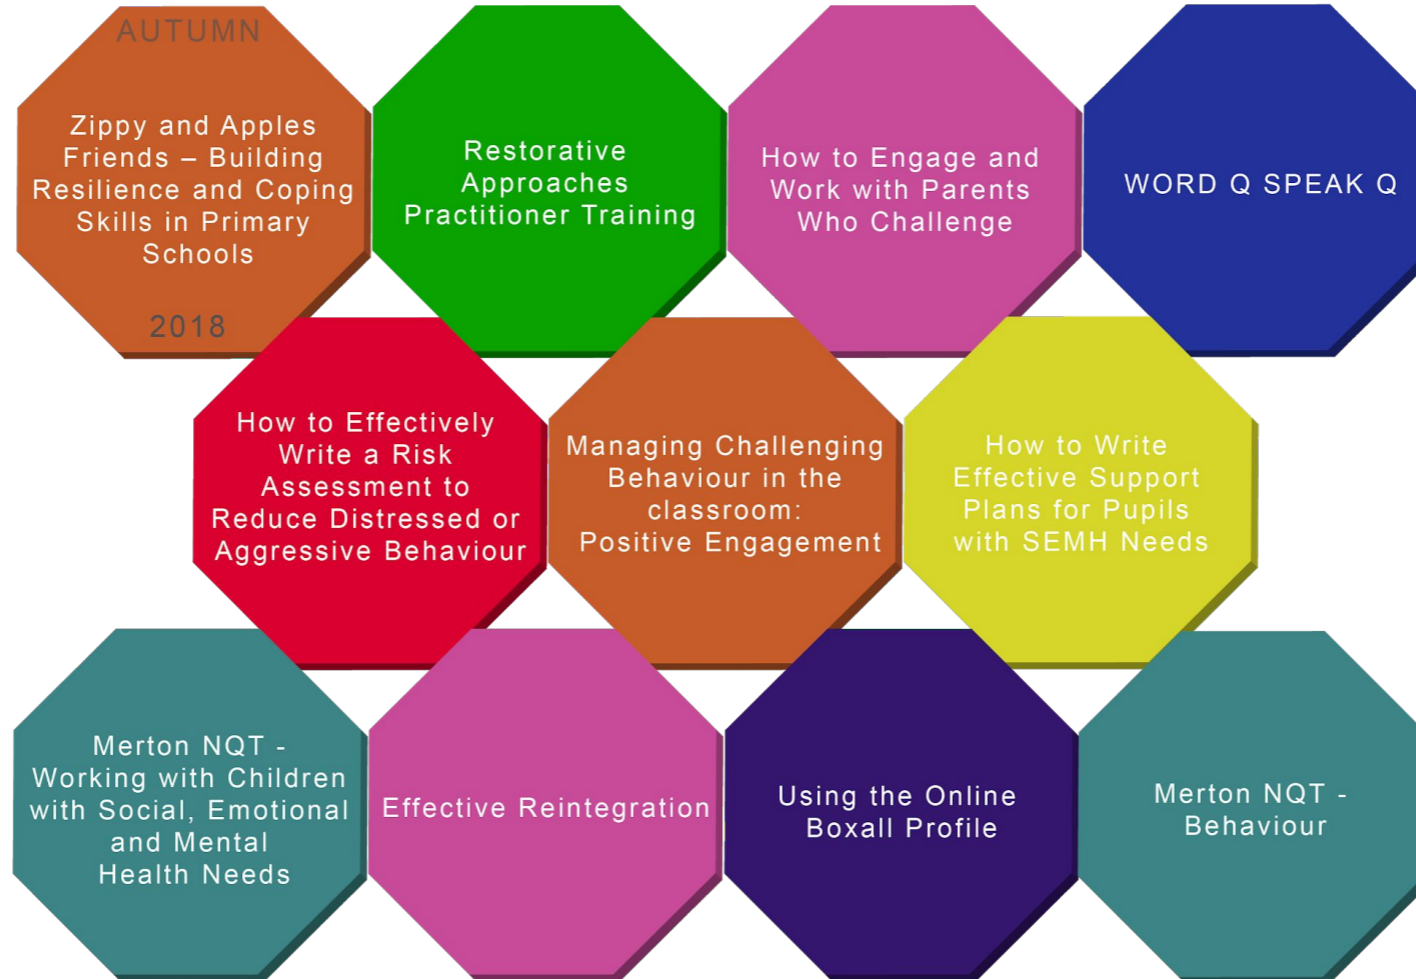 AUTUMN
Zippy and Apples
Friends – Building
Resilience and Coping
Skills in Primary
Schools
2018
Restorative
Approaches
Practitioner Training
How to Engage and
Work with Parents
Who Challenge
WORD Q SPEAK Q
How to Effectively
Write a Risk
Assessment to
Reduce Distressed or
Aggressive Behaviour
Managing Challenging
Behaviour in the
classroom:
Positive Engagement
How to Write
Effective Support
Plans for Pupils
with SEMH Needs
Merton NQT -
Working with Children
with Social, Emotional
and Mental
Health Needs
Effective Reintegration
Using the Online
Boxall Profile
Merton NQT -
Behaviour